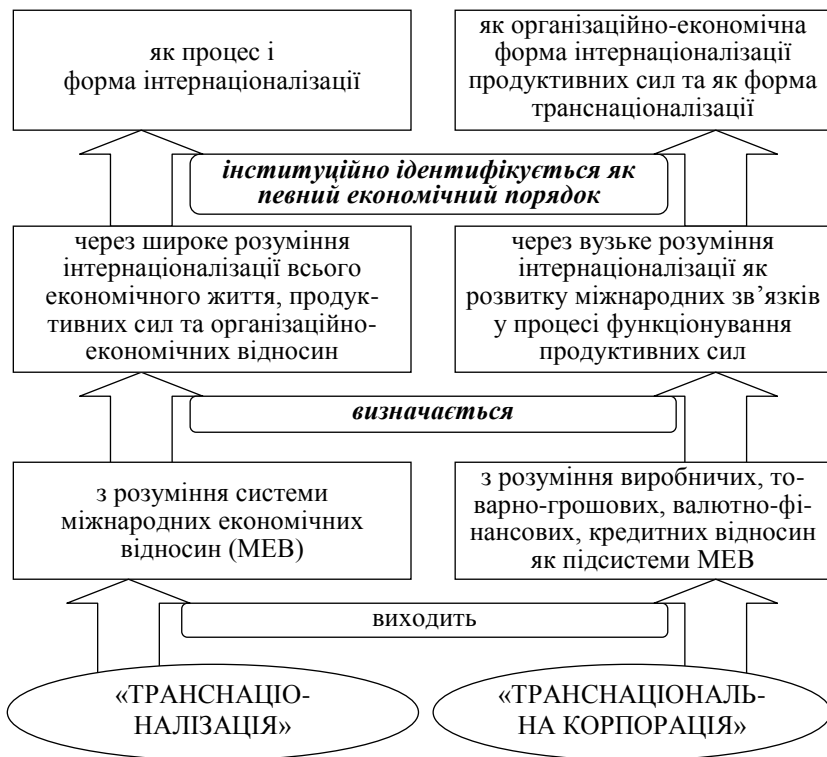 як процес і
форма інтернаціоналізації
як організаційно-економічна
форма інтернаціоналізації
продуктивних сил та як форма
транснаціоналізації
інституційно ідентифікується як
певний економічний порядок
через широке розуміння
інтернаціоналізації всього
економічного життя, продук-
тивних сил та організаційно-
економічних відносин
через вузьке розуміння
інтернаціоналізації як
розвитку міжнародних зв’язків
у процесі функціонування
продуктивних сил
визначається
з розуміння системи
міжнародних економічних
відносин (МЕВ)
з розуміння виробничих, то-
варно-грошових, валютно-фі-
нансових, кредитних відносин
як підсистеми МЕВ
виходить
«ТРАНСНАЦІО-
НАЛІЗАЦІЯ»
«ТРАНСНАЦІОНАЛЬ-
НА КОРПОРАЦІЯ»